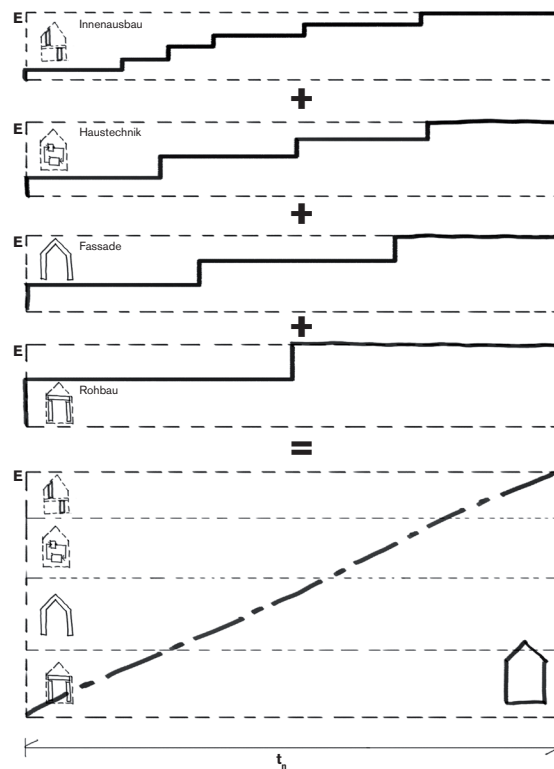 E
Innenausbau
+
E
Haustechnik
+
E
Fassade
+
E
Rohbau
=
E
tn